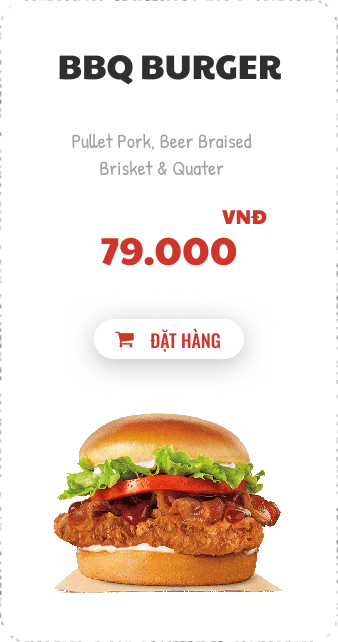 BBQ BURGER
Pullet Pork, Beer Braised
Brisket & Quater
VNĐ
79.000
ĐẶT HÀNG